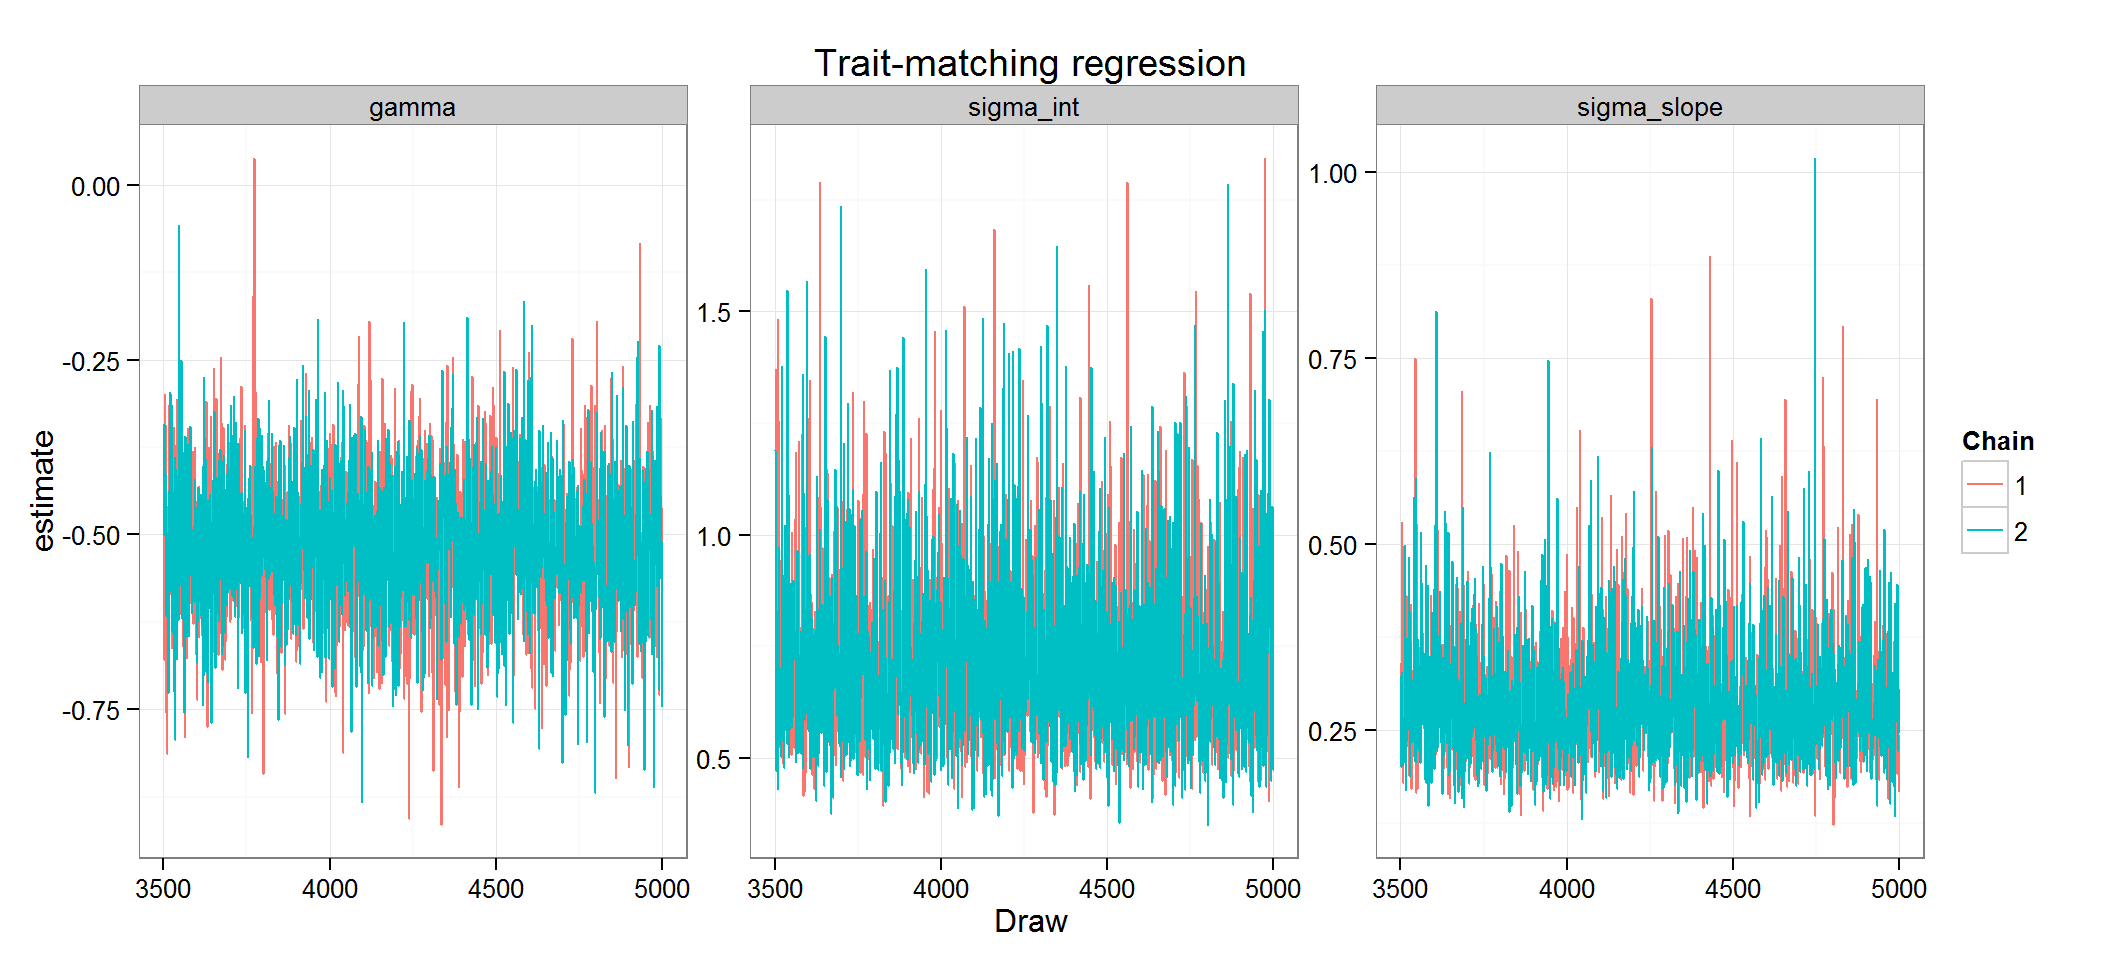 Trait-matching regression
gamma
sigma_int
sigma_slope
estimate
0.00
-0.25
-0.50
-0.75
1.5
1.0
0.5
1.00
0.75
0.50
0.25
3500 4000 4500 5000
3500 4000 4500 5000
3500 4000 4500 5000
Draw
Chain
1
2